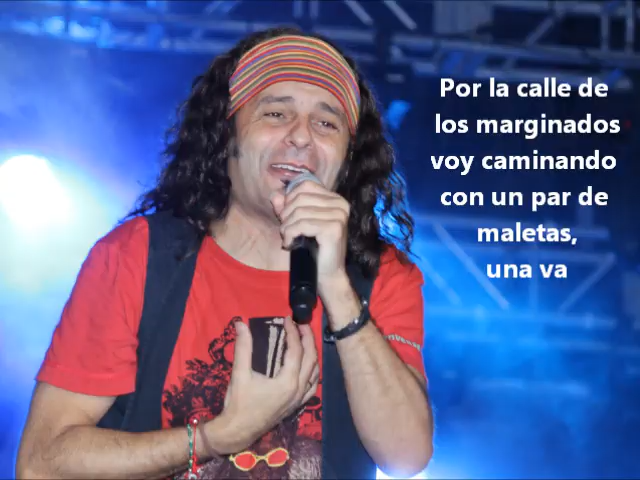 Por la calle de
los marginados
voy caminando
con un par de
maletas,
una va